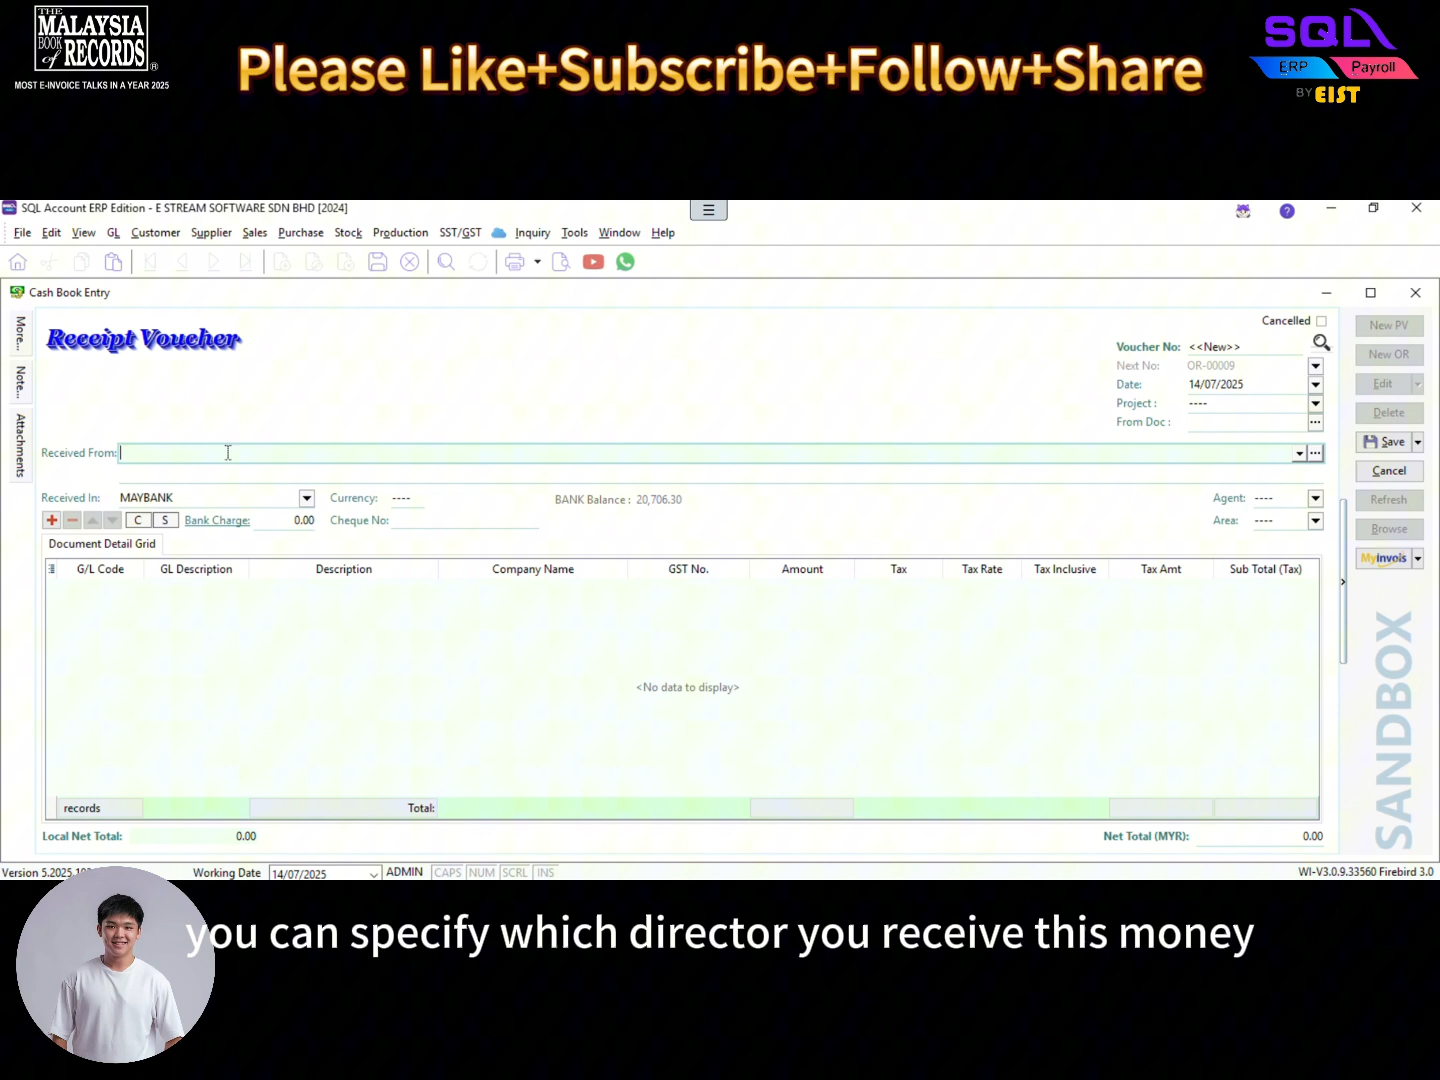 THE
MALAYSIA
BOOK of RECORDS®
MOST E-INVOICE TALKS IN A YEAR 2025
Please Like+Subscribe+Follow+Share
SQL
ERP Payroll
BY EIST
SQL Account ERP Edition - E STREAM SOFTWARE SDN BHD [2024]
File Edit View GL Customer Supplier Sales Purchase Stock Production SST/GST Inquiry Tools Window Help
Cash Book Entry
More...
Note...
Attachments
Receipt Voucher
Cancelled
Voucher No: <<New>>
Next No: OR-00009
Date: 14/07/2025
Project : ----
From Doc :
Received From:
Received In: MAYBANK Currency: ---- BANK Balance : 20,706.30 Agent: ----
C S Bank Charge: 0.00 Cheque No: Area: ----
Document Detail Grid
G/L Code GL Description Description Company Name GST No. Amount Tax Tax Rate Tax Inclusive Tax Amt Sub Total (Tax)
<No data to display>
records Total:
Local Net Total: 0.00 Net Total (MYR): 0.00
New PV
New OR
Edit
Delete
Save
Cancel
Refresh
Browse
MyInvois
SANDBOX
Working Date 14/07/2025 ADMIN CAPS NUM SCRL INS WI-V3.0.9.33560 Firebird 3.0
Version 5.2025
you can specify which director you receive this money